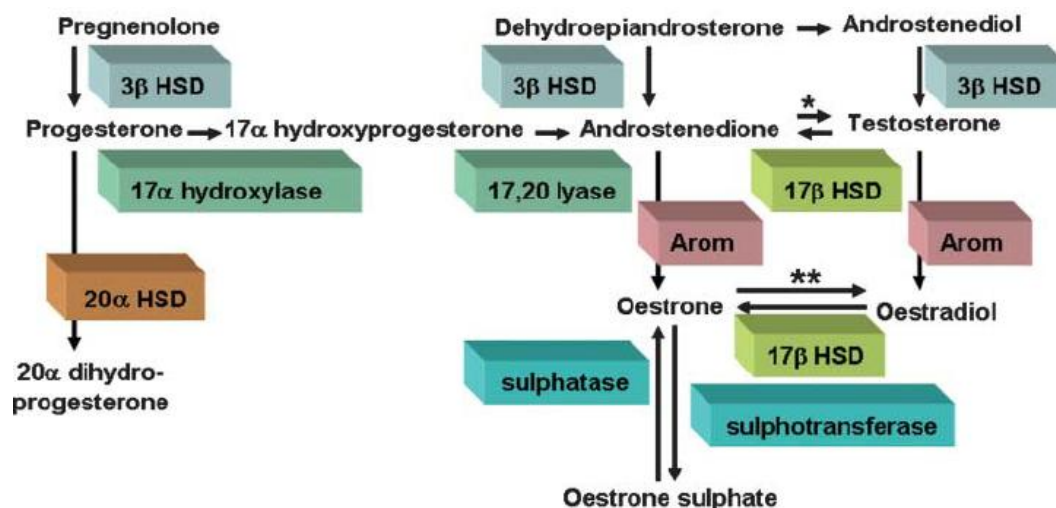 Pregnenolone
Dehydroepiandrosterone
Androstenediol
3β HSD
3β HSD
3β HSD
*
Progesterone
17α hydroxyprogesterone
Androstenedione
Testosterone
17α hydroxylase
17,20 lyase
17β HSD
Arom
Arom
20α HSD
**
Oestrone
Oestradiol
17β HSD
20α dihydro-
progesterone
sulphatase
sulphotransferase
Oestrone sulphate